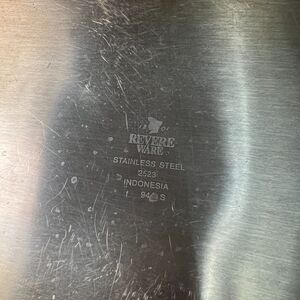 REVERE
WARE
STAINLESS STEEL
2523
INDONESIA